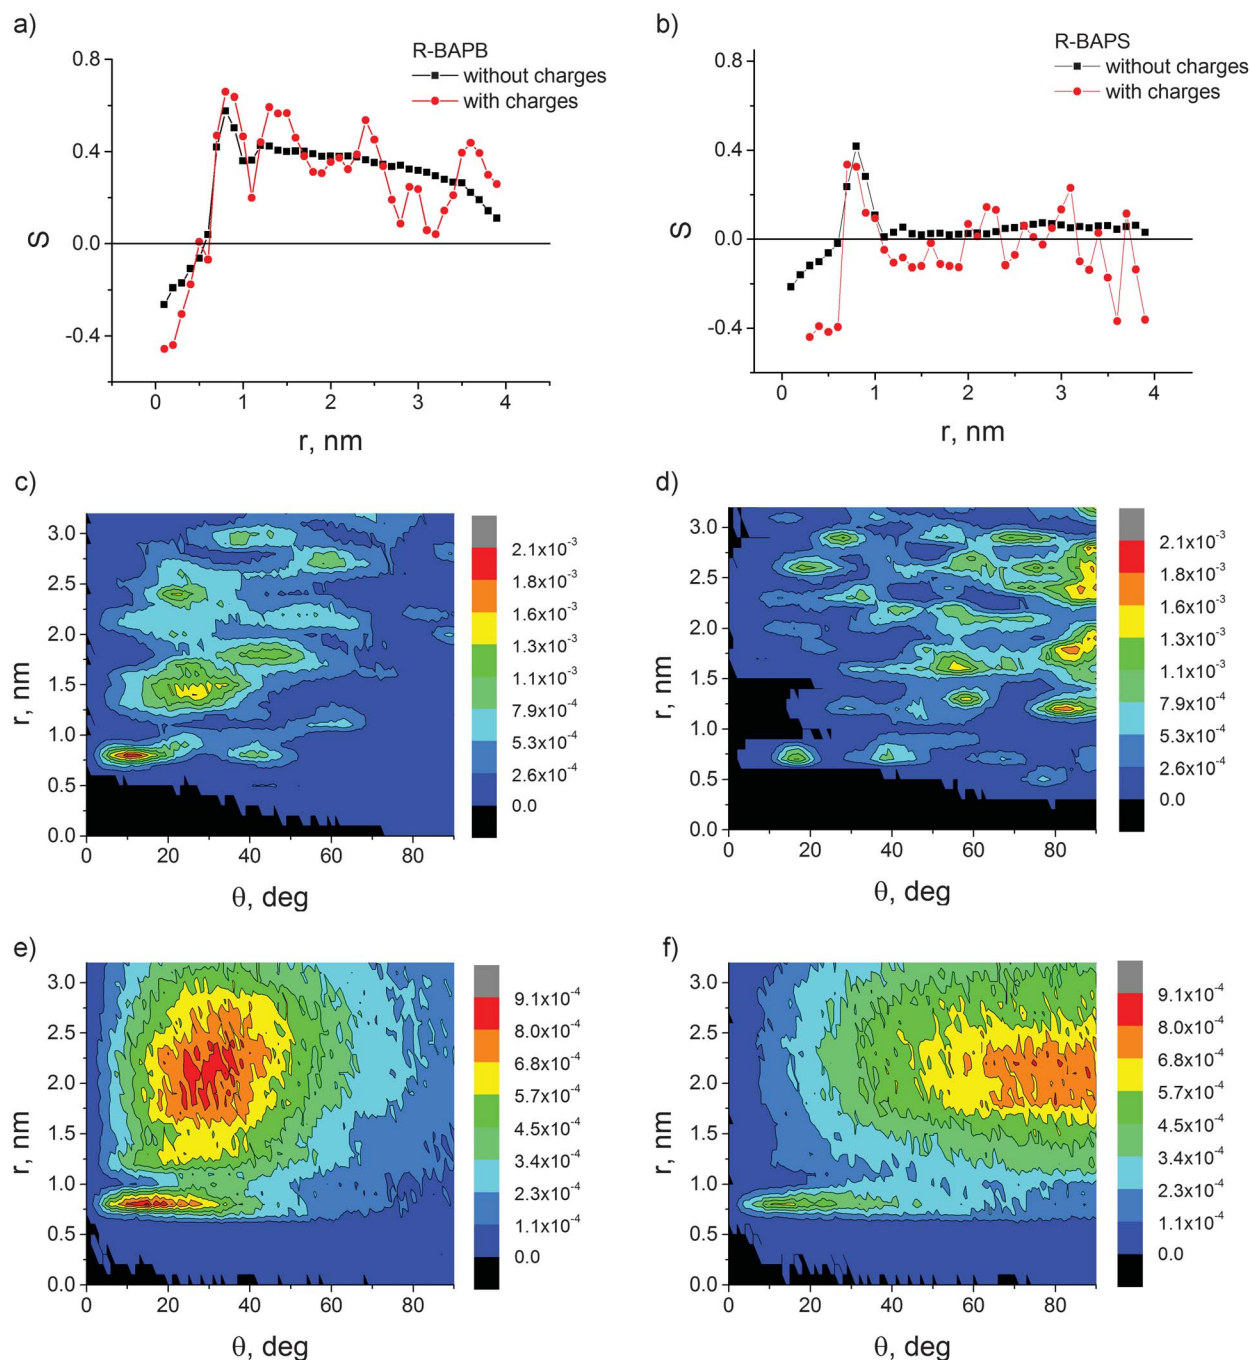 a)
R-BAPB
without charges
with charges
0.8
0.4
0.0
-0.4
S
0
1
2
3
4
r, nm
b)
R-BAPS
without charges
with charges
0.8
0.4
0.0
-0.4
S
0
1
2
3
4
r, nm
c)
3.0
2.5
2.0
1.5
1.0
0.5
0.0
r, nm
0
20
40
60
80
θ, deg
2.1x10⁻³
1.8x10⁻³
1.6x10⁻³
1.3x10⁻³
1.1x10⁻³
7.9x10⁻⁴
5.3x10⁻⁴
2.6x10⁻⁴
0.0
d)
3.0
2.5
2.0
1.5
1.0
0.5
0.0
r, nm
0
20
40
60
80
θ, deg
2.1x10⁻³
1.8x10⁻³
1.6x10⁻³
1.3x10⁻³
1.1x10⁻³
7.9x10⁻⁴
5.3x10⁻⁴
2.6x10⁻⁴
0.0
e)
3.0
2.5
2.0
1.5
1.0
0.5
0.0
r, nm
0
20
40
60
80
θ, deg
9.1x10⁻⁴
8.0x10⁻⁴
6.8x10⁻⁴
5.7x10⁻⁴
4.5x10⁻⁴
3.4x10⁻⁴
2.3x10⁻⁴
1.1x10⁻⁴
0.0
f)
3.0
2.5
2.0
1.5
1.0
0.5
0.0
r, nm
0
20
40
60
80
θ, deg
9.1x10⁻⁴
8.0x10⁻⁴
6.8x10⁻⁴
5.7x10⁻⁴
4.5x10⁻⁴
3.4x10⁻⁴
2.3x10⁻⁴
1.1x10⁻⁴
0.0